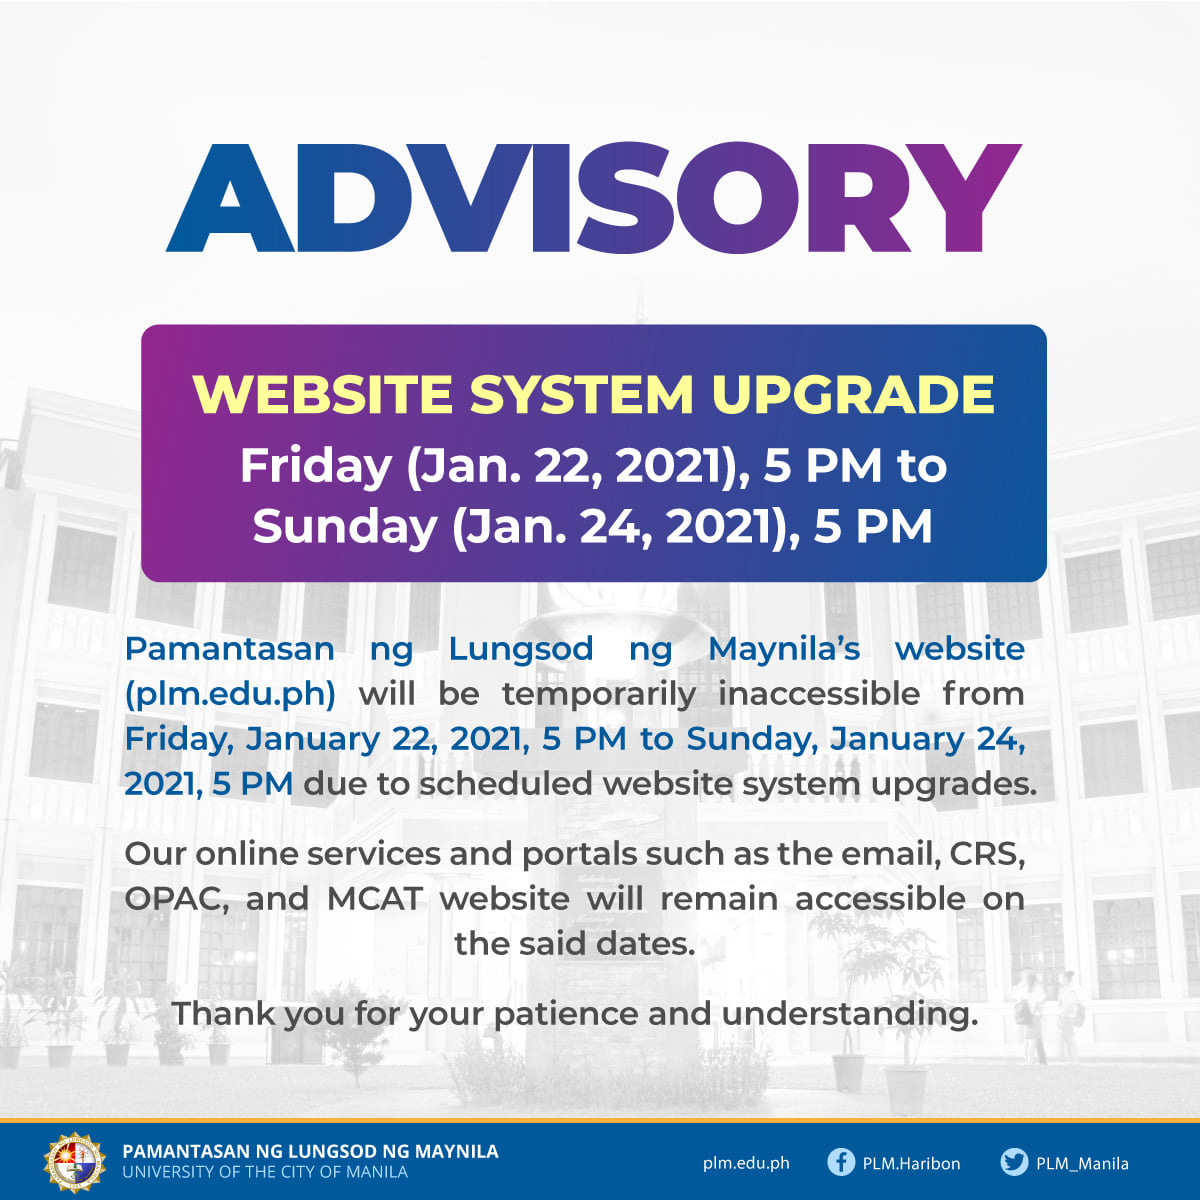 ADVISORY
WEBSITE SYSTEM UPGRADE
Friday (Jan. 22, 2021), 5 PM to
Sunday (Jan. 24, 2021), 5 PM
Pamantasan ng Lungsod ng Maynila’s website
(plm.edu.ph) will be temporarily inaccessible from
Friday, January 22, 2021, 5 PM to Sunday, January 24,
2021, 5 PM due to scheduled website system upgrades.
Our online services and portals such as the email, CRS,
OPAC, and MCAT website will remain accessible on
the said dates.
Thank you for your patience and understanding.
PAMANTASAN NG LUNGSOD NG MAYNILA
UNIVERSITY OF THE CITY OF MANILA
plm.edu.ph
PLM.Haribon
PLM_Manila